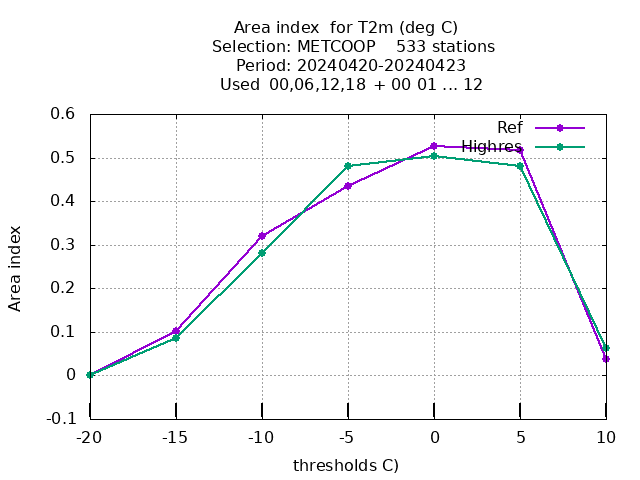 Area index  for T2m (deg C)
Selection: METCOOP    533 stations
Period: 20240420-20240423
Used  00,06,12,18  + 00 01 ... 12
0.6
0.5
0.4
0.3
0.2
0.1
0
-0.1
Area index
Ref
Highres
-20 -15 -10 -5 0 5 10
thresholds C)